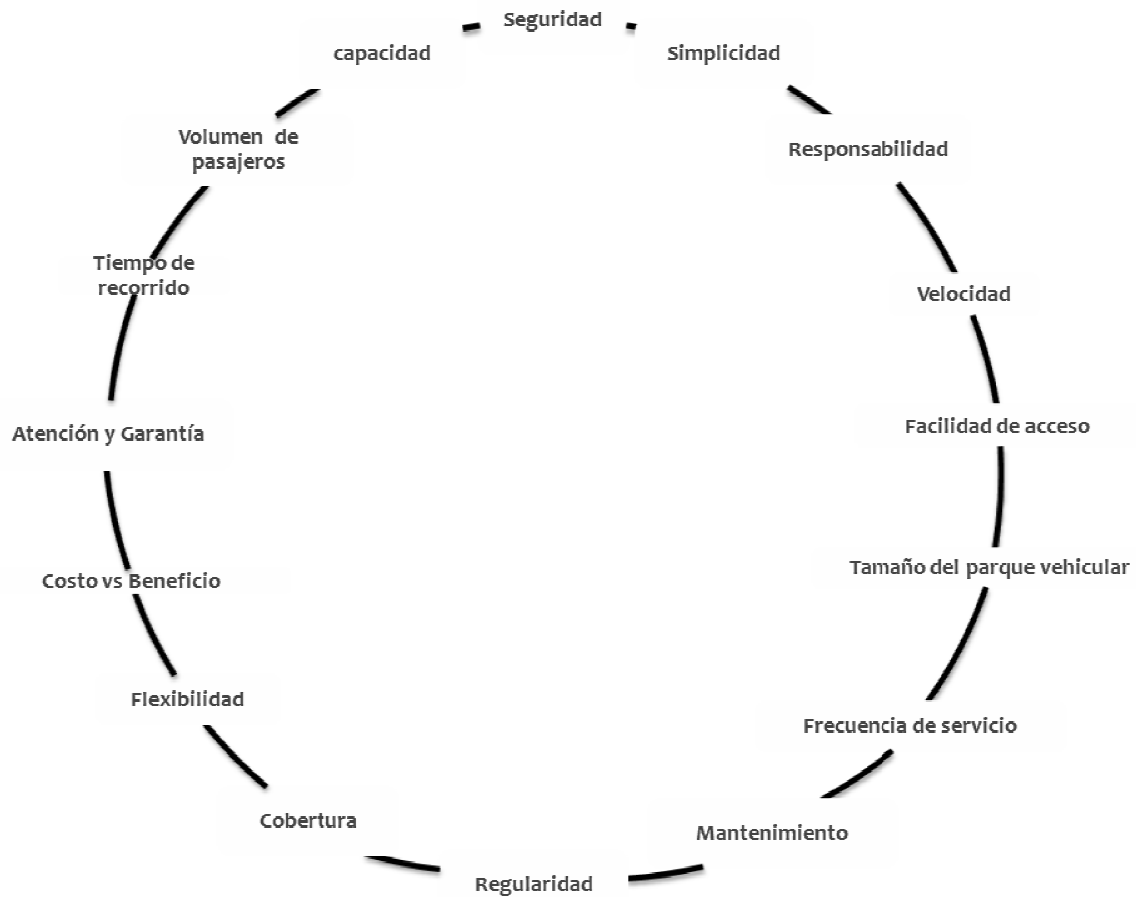 Seguridad
capacidad
Simplicidad
Volumen de
pasajeros
Responsabilidad
Tiempo de
recorrido
Velocidad
Atención y Garantía
Facilidad de acceso
Costo vs Beneficio
Tamaño del parque vehicular
Flexibilidad
Frecuencia de servicio
Cobertura
Mantenimiento
Regularidad